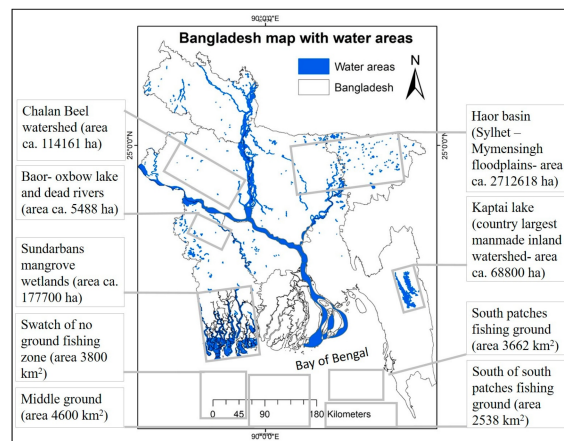 90°0'0"E
Bangladesh map with water areas
Water areas
Bangladesh
N
Chalan Beel
watershed (area
ca. 114161 ha)
Baor- oxbow lake
and dead rivers
(area ca. 5488 ha)
Sundarbans
mangrove
wetlands (area ca.
177700 ha)
Swatch of no
ground fishing
zone (area 3800
km²)
Middle ground
(area 4600 km²)
25°0'0"N
25°0'0"N
Haor basin
(Sylhet –
Mymensingh
floodplains- area
ca. 2712618 ha)
Kaptai lake
(country largest
manmade inland
watershed- area
ca. 68800 ha)
South patches
fishing ground
(area 3662 km²)
South of south
patches fishing
ground (area
2538 km²)
Bay of Bengal
0 45 90 180 Kilometers
90°0'0"E